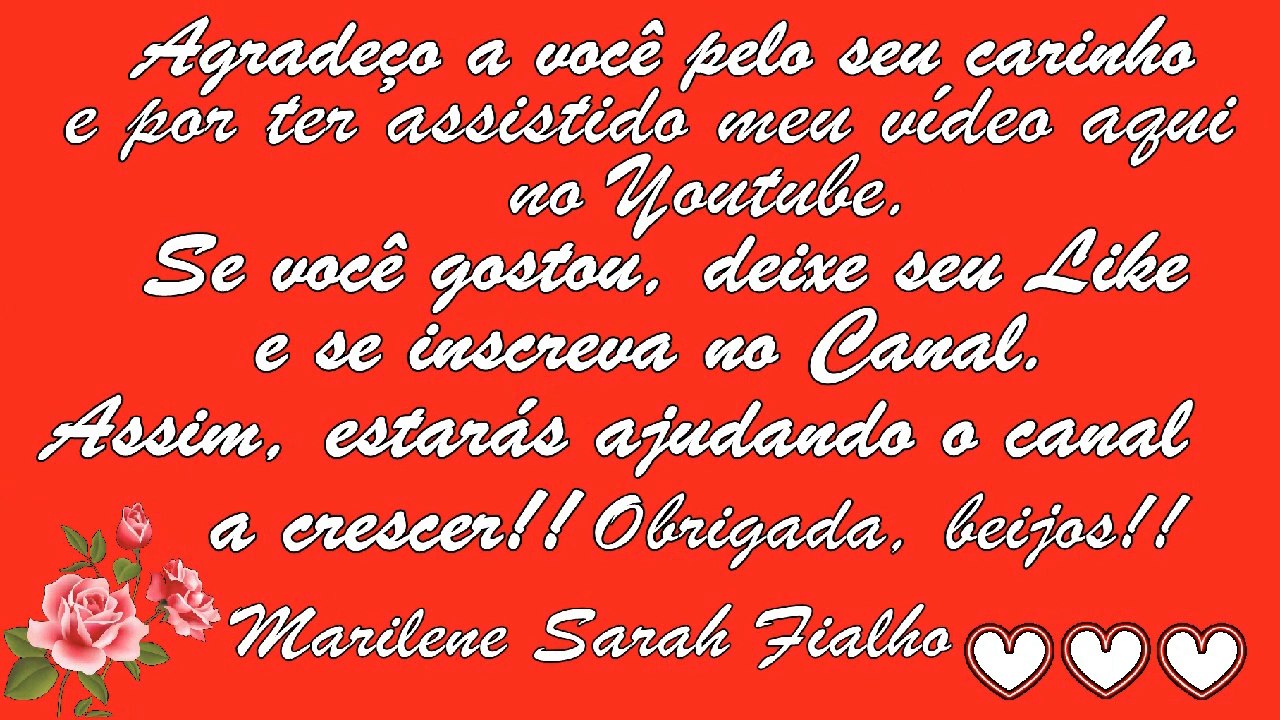 Agradeço a você pelo seu carinho
e por ter assistido meu vídeo aqui
no Youtube.
Se você gostou, deixe seu Like
e se inscreva no Canal.
Assim, estarás ajudando o canal
a crescer!! Obrigada, beijos!!
Marilene Sarah Fialho